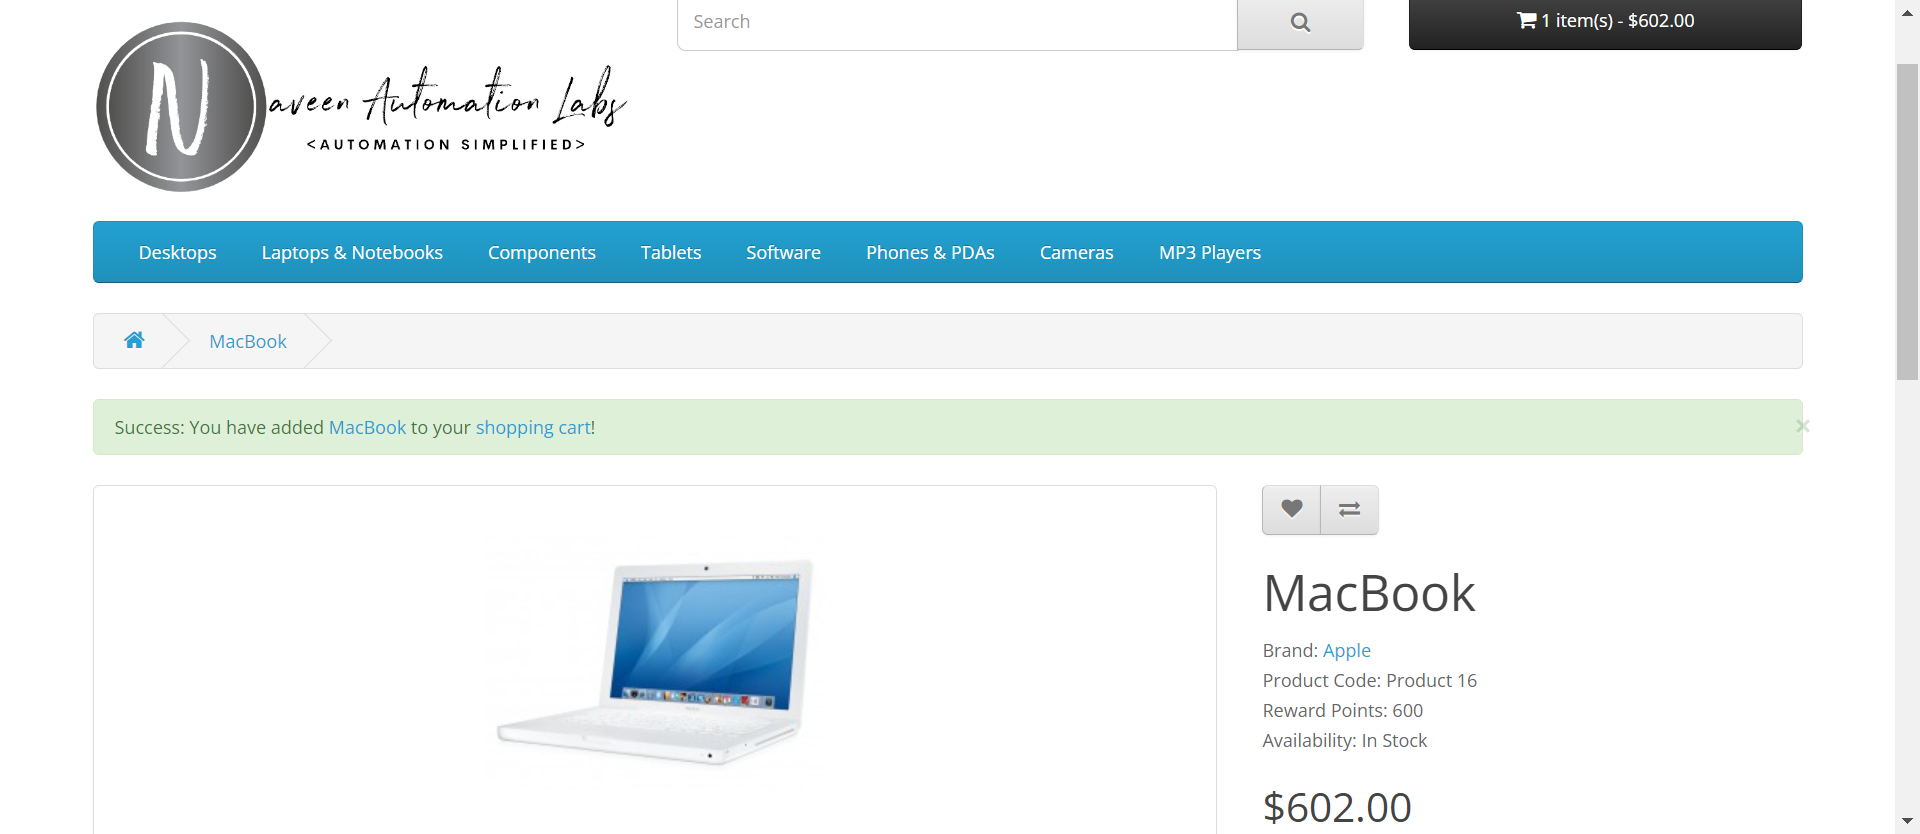 Search
1 item(s) - $602.00
N
aveen Automation Labs
<AUTOMATION SIMPLIFIED>
Desktops Laptops & Notebooks Components Tablets Software Phones & PDAs Cameras MP3 Players
MacBook
Success: You have added MacBook to your shopping cart!
×
MacBook
Brand: Apple
Product Code: Product 16
Reward Points: 600
Availability: In Stock
$602.00